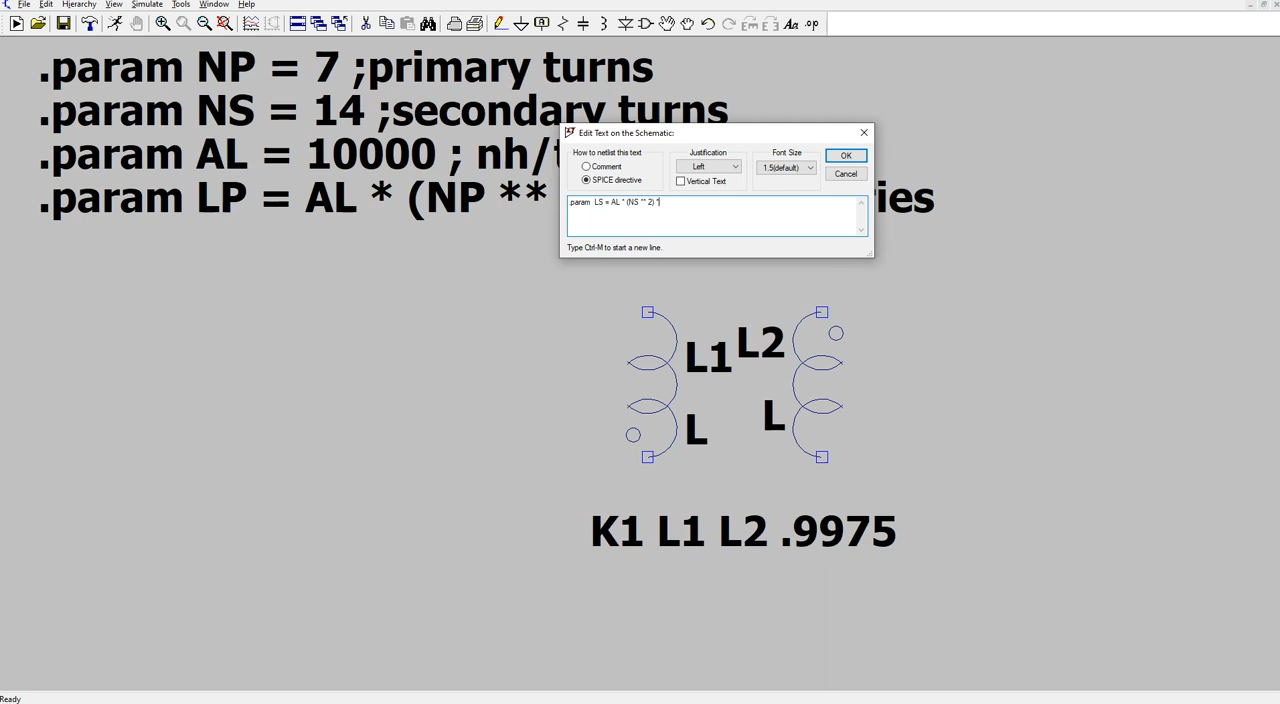 File Edit Hierarchy View Simulate Tools Window Help
.param NP = 7 ;primary turns
.param NS = 14 ;secondary turns
.param AL = 10000 ; nh/t
.param LP = AL * (NP **
ries
Edit Text on the Schematic:
How to netlist this text
Comment
SPICE directive
Justification
Left
Vertical Text
Font Size
1.5(default)
OK
Cancel
.param LS = AL * (NS ** 2) *
Type Ctrl-M to start a new line.
L1 L2
L L
K1 L1 L2 .9975
Ready